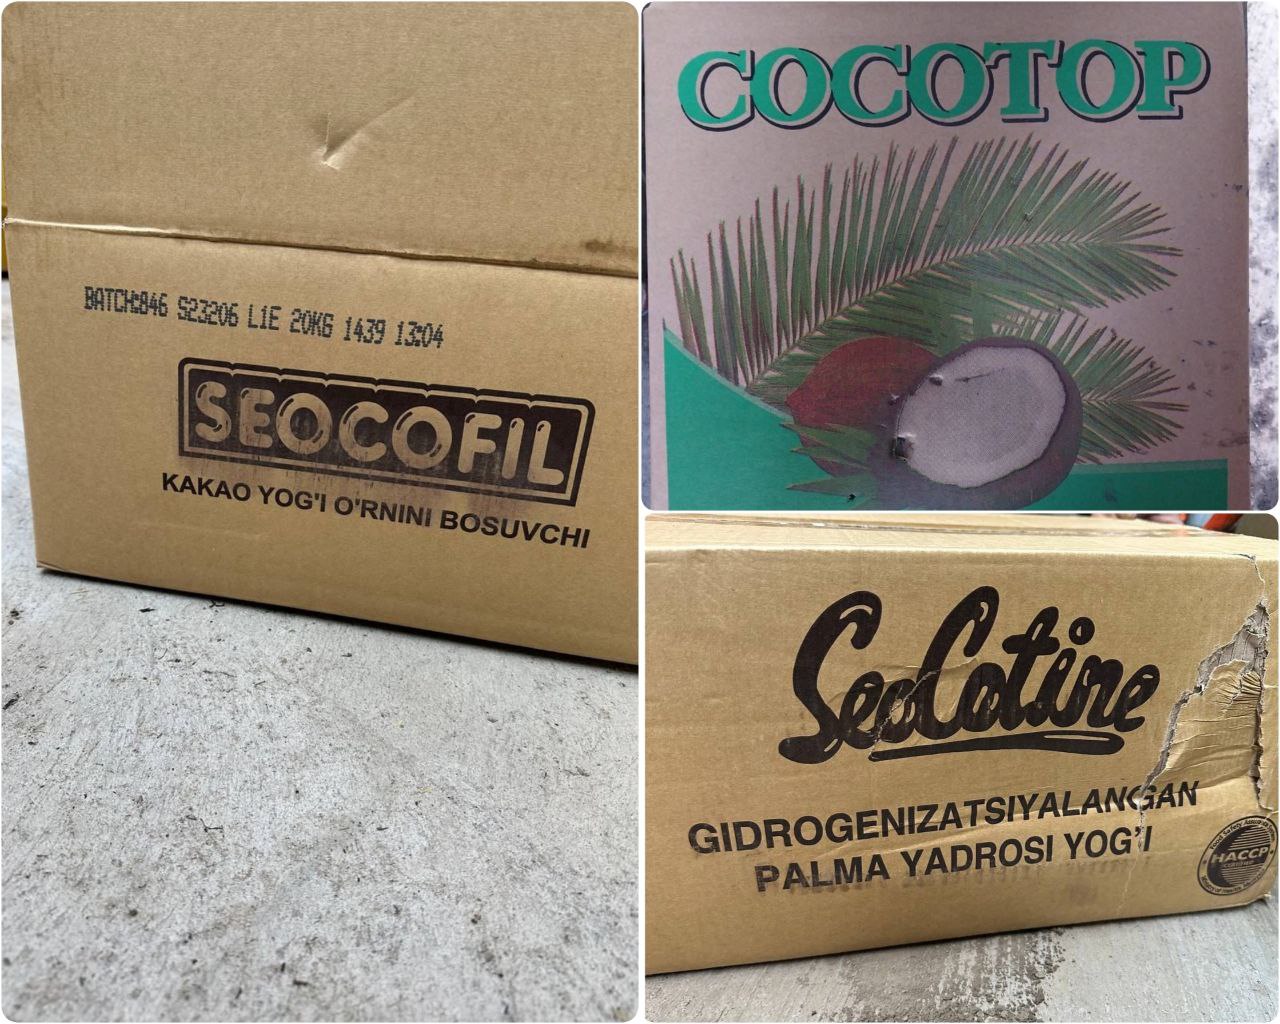 BATCH:846 S23206 L1E 20KG 1439 13:04
SEOCOFIL
KAKAO YOG'I O'RNINI BOSUVCHI
COCOTOP
SeoCotine
GIDROGENIZATSIYALANGAN
PALMA YADROSI YOG'I
HACCP